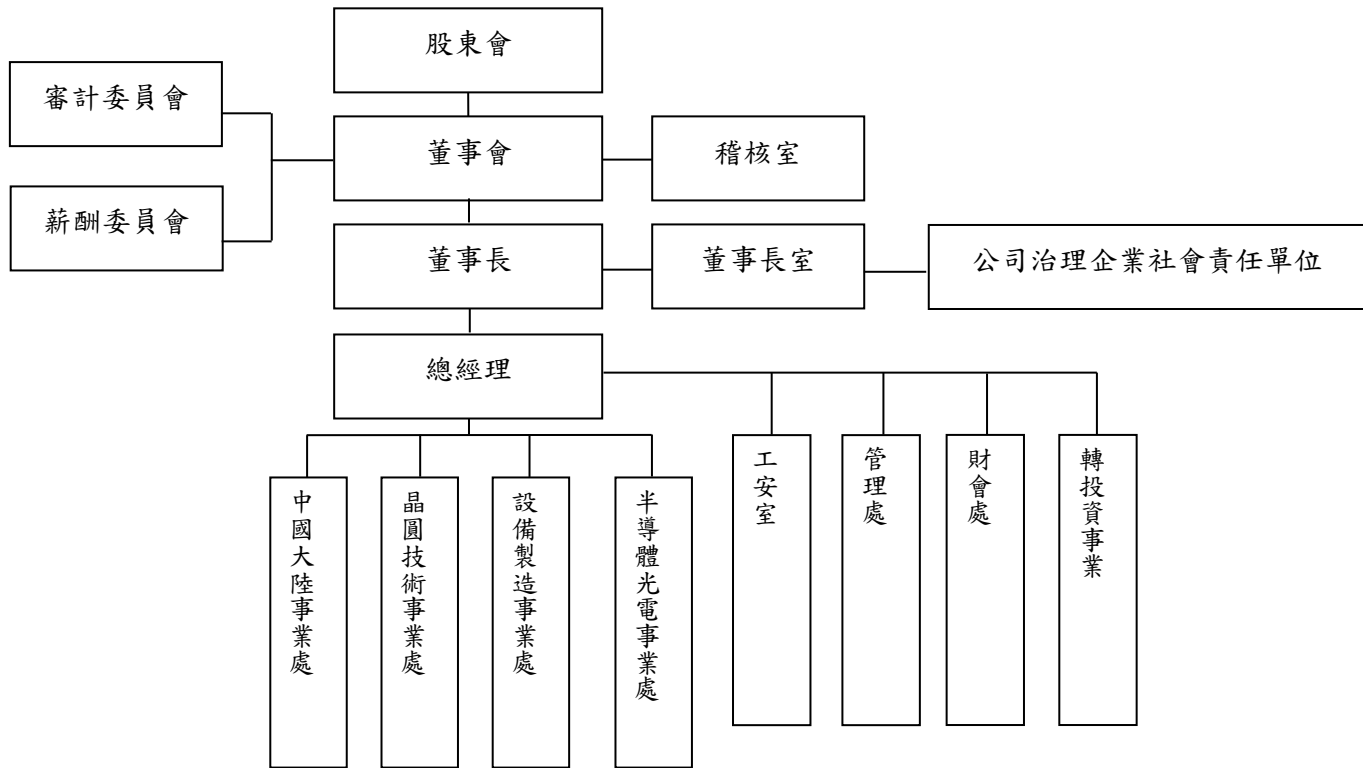 股東會
審計委員會
董事會
稽核室
薪酬委員會
董事長
董事長室
公司治理企業社會責任單位
總經理
中國大陸事業處
晶圓技術事業處
設備製造事業處
半導體光電事業處
工安室
管理處
財會處
轉投資事業